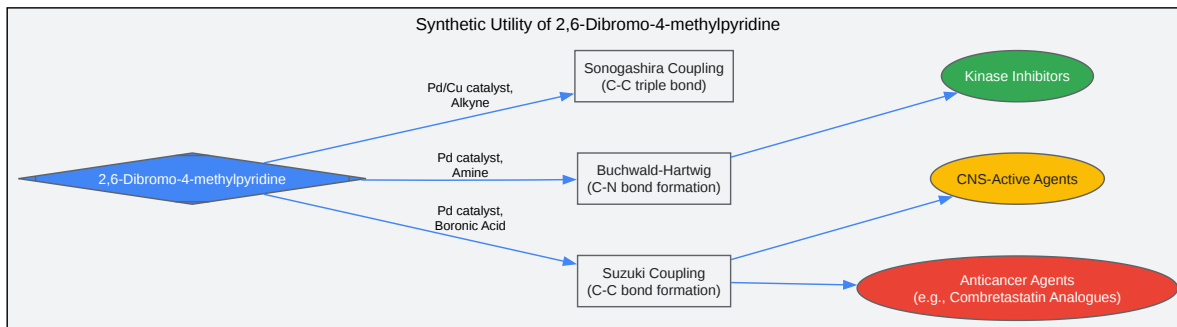 Synthetic Utility of 2,6-Dibromo-4-methylpyridine
Sonogashira Coupling
(C-C triple bond)
Kinase Inhibitors
Pd/Cu catalyst,
Alkyne
2,6-Dibromo-4-methylpyridine
Pd catalyst,
Amine
Buchwald-Hartwig
(C-N bond formation)
CNS-Active Agents
Pd catalyst,
Boronic Acid
Suzuki Coupling
(C-C bond formation)
Anticancer Agents
(e.g., Combretastatin Analogues)